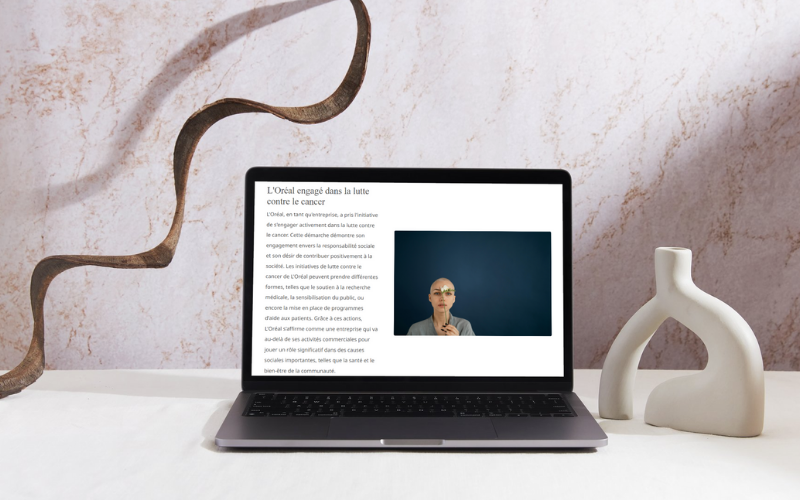 L'Oréal engagé dans la lutte
contre le cancer
L'Oréal, en tant qu'entreprise, a pris l'initiative
de s'engager activement dans la lutte contre
le cancer. Cette démarche démontre son
engagement envers la responsabilité sociale
et son désir de contribuer positivement à la
société. Les initiatives de lutte contre le
cancer de L'Oréal peuvent prendre différentes
formes, telles que le soutien à la recherche
médicale, la sensibilisation du public, ou
encore la mise en place de programmes
d'aide aux patients. Grâce à ces actions,
L'Oréal s'affirme comme une entreprise qui va
au-delà de ses activités commerciales pour
jouer un rôle significatif dans des causes
sociales importantes, telles que la santé et le
bien-être de la communauté.